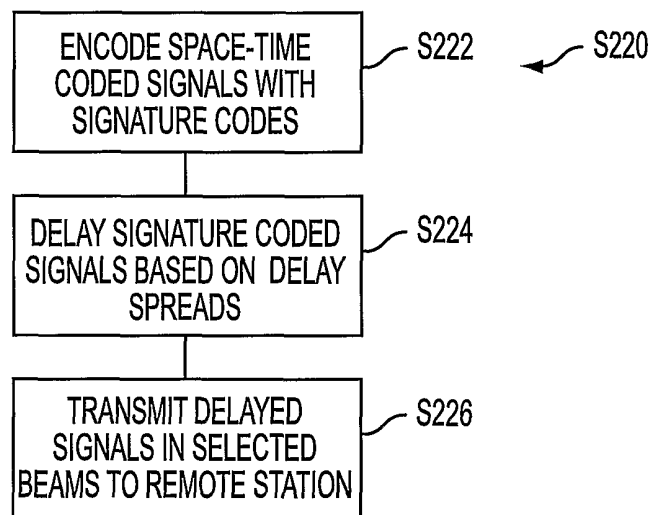 ENCODE SPACE-TIME
CODED SIGNALS WITH
SIGNATURE CODES
S222
S220
DELAY SIGNATURE CODED
SIGNALS BASED ON DELAY
SPREADS
S224
TRANSMIT DELAYED
SIGNALS IN SELECTED
BEAMS TO REMOTE STATION
S226